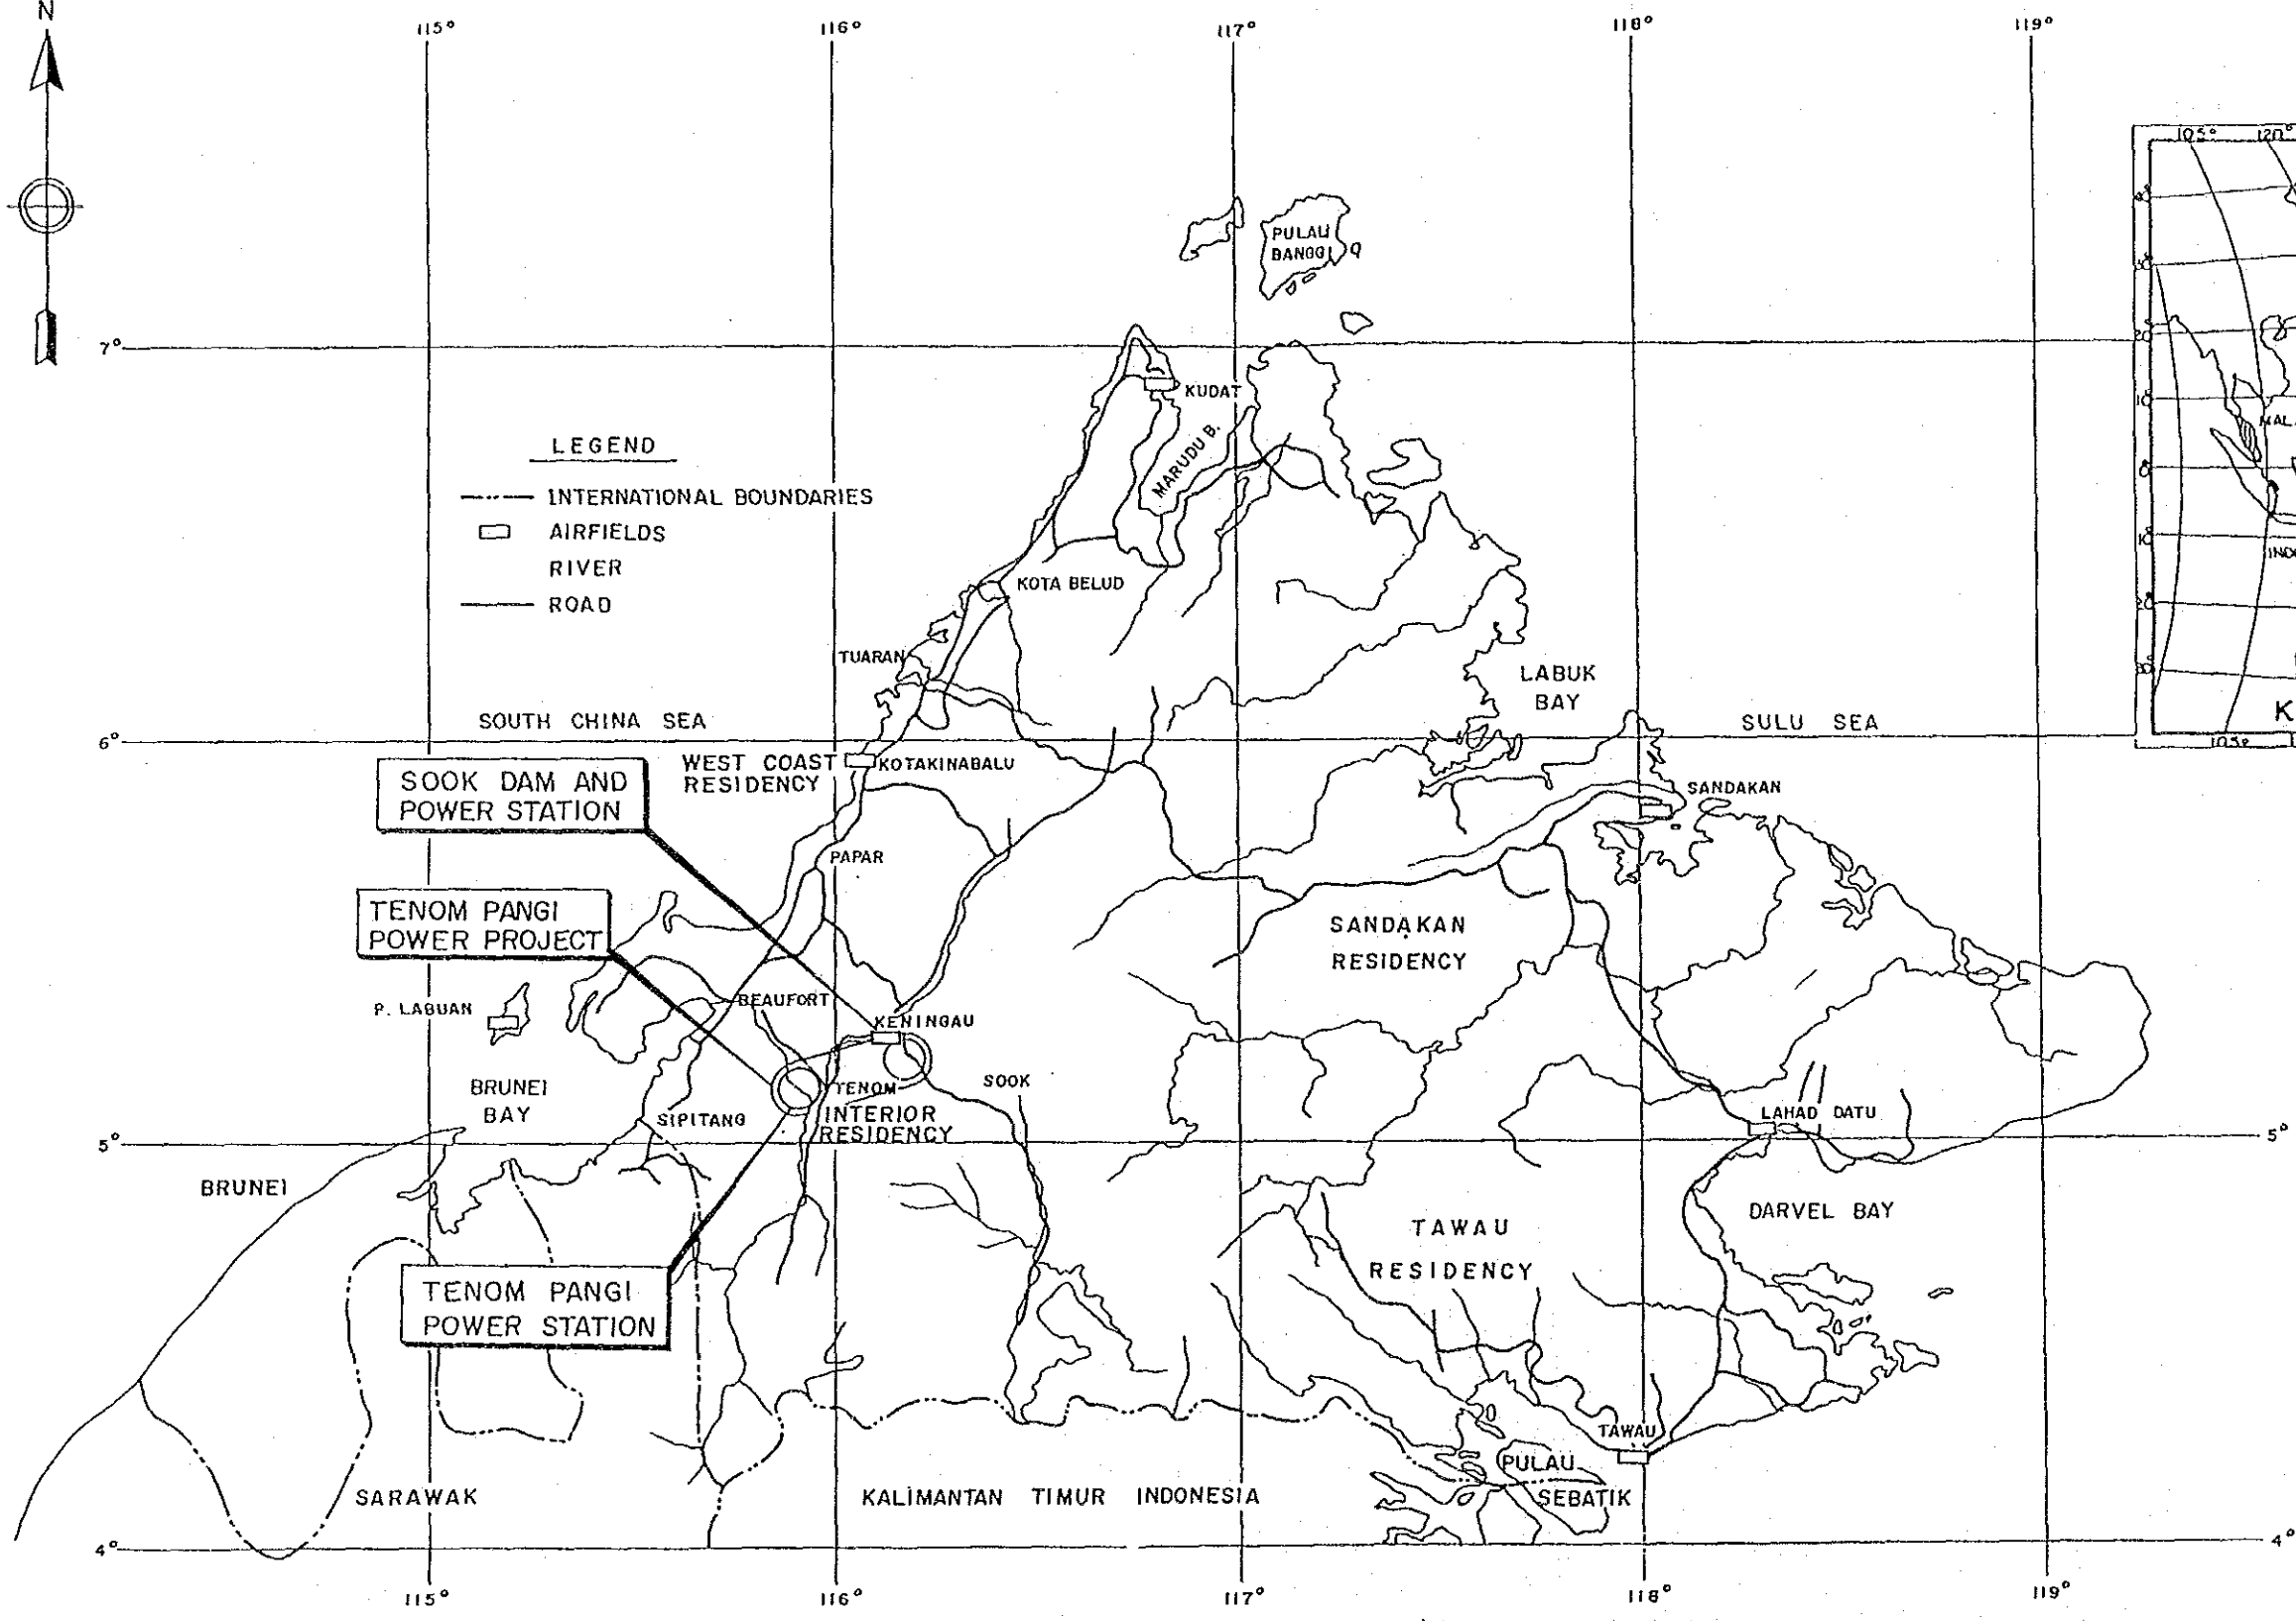 N
115° 116° 117° 118° 119°
105° 120°
PULAU
BANGGI
7°
KUDAT
MARUDU B.
LEGEND
INTERNATIONAL BOUNDARIES
AIRFIELDS
RIVER
ROAD
KOTA BELUD
TUARAN
LABUK
BAY
SOUTH CHINA SEA
SULU SEA
6°
WEST COAST
RESIDENCY
KOTAKINABALU
SOOK DAM AND
POWER STATION
SANDAKAN
PAPAR
TENOM PANGI
POWER PROJECT
SANDAKAN
RESIDENCY
BEAUFORT
P. LABUAN
KENINGAU
SOOK
BRUNEI
BAY
TENOM
SIPITANG
INTERIOR
RESIDENCY
LAHAD DATU
5° 5°
BRUNEI
DARVEL BAY
TAWAU
RESIDENCY
TENOM PANGI
POWER STATION
TAWAU
PULAU
SEBATIK
SARAWAK
KALIMANTAN TIMUR INDONESIA
4° 4°
115° 116° 117° 118° 119°